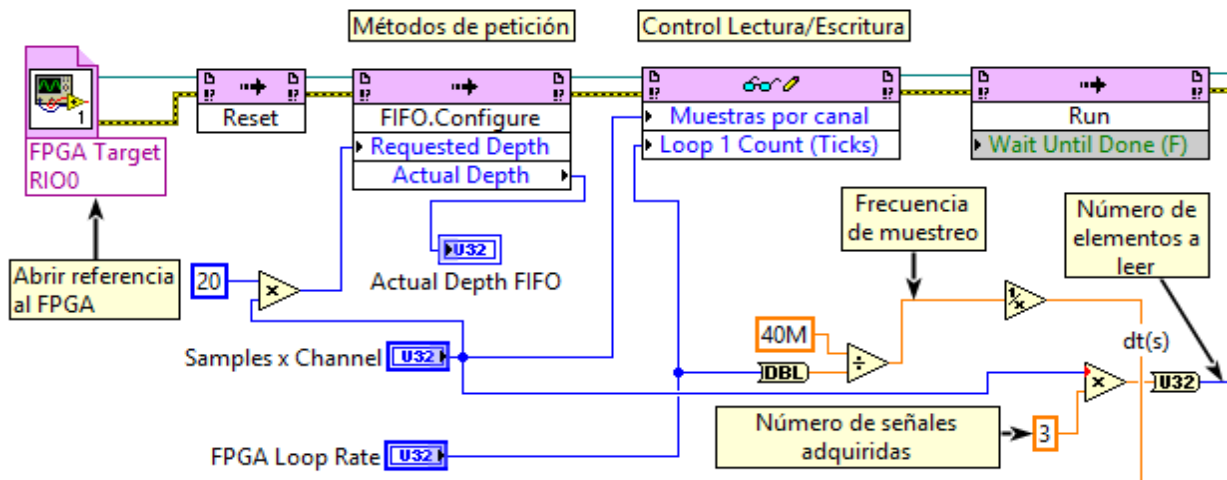 Métodos de petición
Control Lectura/Escritura
1
FPGA Target
RIO0
Reset
FIFO.Configure
Requested Depth
Actual Depth
Muestras por canal
Loop 1 Count (Ticks)
Run
Wait Until Done (F)
Abrir referencia
al FPGA
20
x
U32
Actual Depth FIFO
Frecuencia
de muestreo
Número de
elementos a
leer
1/x
40M
÷
dt(s)
Samples x Channel
U32
DBL
x
U32
Número de señales
adquiridas
3
FPGA Loop Rate
U32